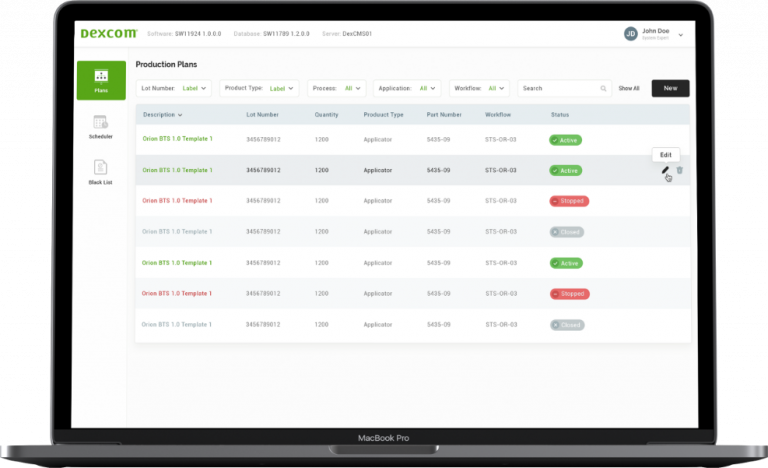 Dexcom
Software: SW11924 1.0.0.0 Database: SW11789 1.2.0.0 Server: DexCMS01
JD John Doe
System Expert
Plans
Scheduler
Black List
Production Plans
Lot Number: Label Product Type: Label Process: All Application: All Workflow: All Search Show All New
Description Lot Number Quantity Produact Type Part Number Workflow Status
Orion BTS 1.0 Template 1 3456789012 1200 Applicator 5435-09 STS-OR-03 Active
Edit
Orion BTS 1.0 Template 1 3456789012 1200 Applicator 5435-09 STS-OR-03 Active
Orion BTS 1.0 Template 1 3456789012 1200 Applicator 5435-09 STS-OR-03 Stopped
Orion BTS 1.0 Template 1 3456789012 1200 Applicator 5435-09 STS-OR-03 Closed
Orion BTS 1.0 Template 1 3456789012 1200 Applicator 5435-09 STS-OR-03 Active
Orion BTS 1.0 Template 1 3456789012 1200 Applicator 5435-09 STS-OR-03 Stopped
Orion BTS 1.0 Template 1 3456789012 1200 Applicator 5435-09 STS-OR-03 Closed
MacBook Pro